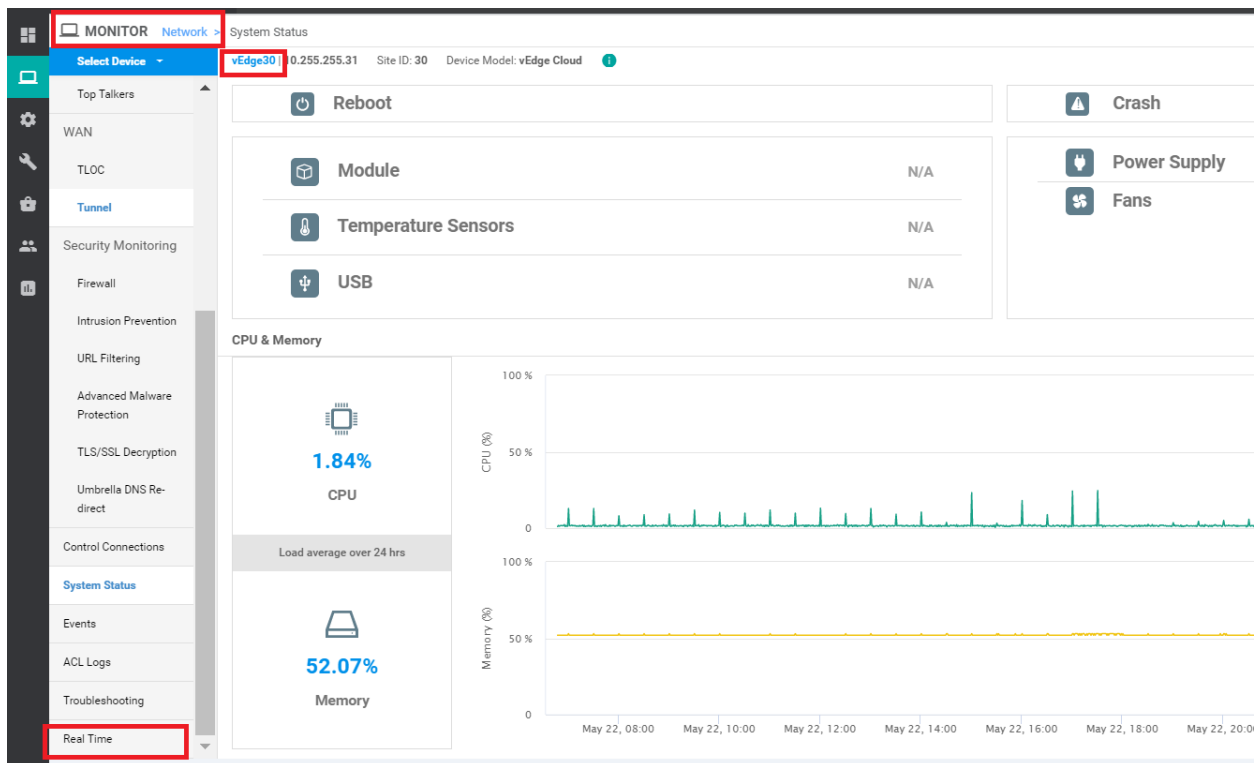 MONITOR Network > System Status
Select Device
vEdge30 | 10.255.255.31 Site ID: 30 Device Model: vEdge Cloud
Top Talkers
WAN
TLOC
Tunnel
Security Monitoring
Firewall
Intrusion Prevention
URL Filtering
Advanced Malware
Protection
TLS/SSL Decryption
Umbrella DNS Re-
direct
Control Connections
System Status
Events
ACL Logs
Troubleshooting
Real Time
Reboot
Crash
Module N/A
Temperature Sensors N/A
USB N/A
Power Supply
Fans
CPU & Memory
1.84%
CPU
Load average over 24 hrs
52.07%
Memory
100 %
CPU (%)
50 %
0
100 %
Memory (%)
50 %
0
May 22, 08:00 May 22, 10:00 May 22, 12:00 May 22, 14:00 May 22, 16:00 May 22, 18:00 May 22, 20:0